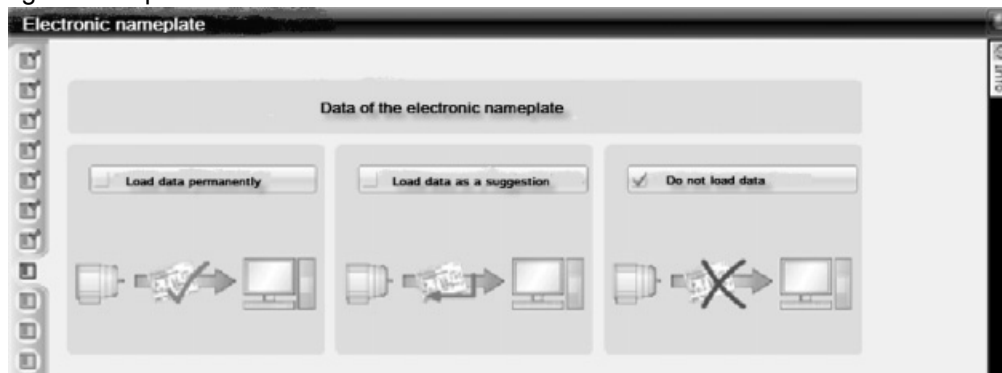 Electronic nameplate
Data of the electronic nameplate
Load data permanently
Load data as a suggestion
Do not load data